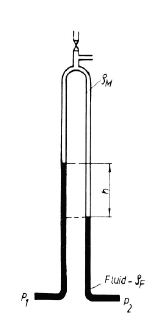 ρM
h
Fluid - ρF
P1
P2